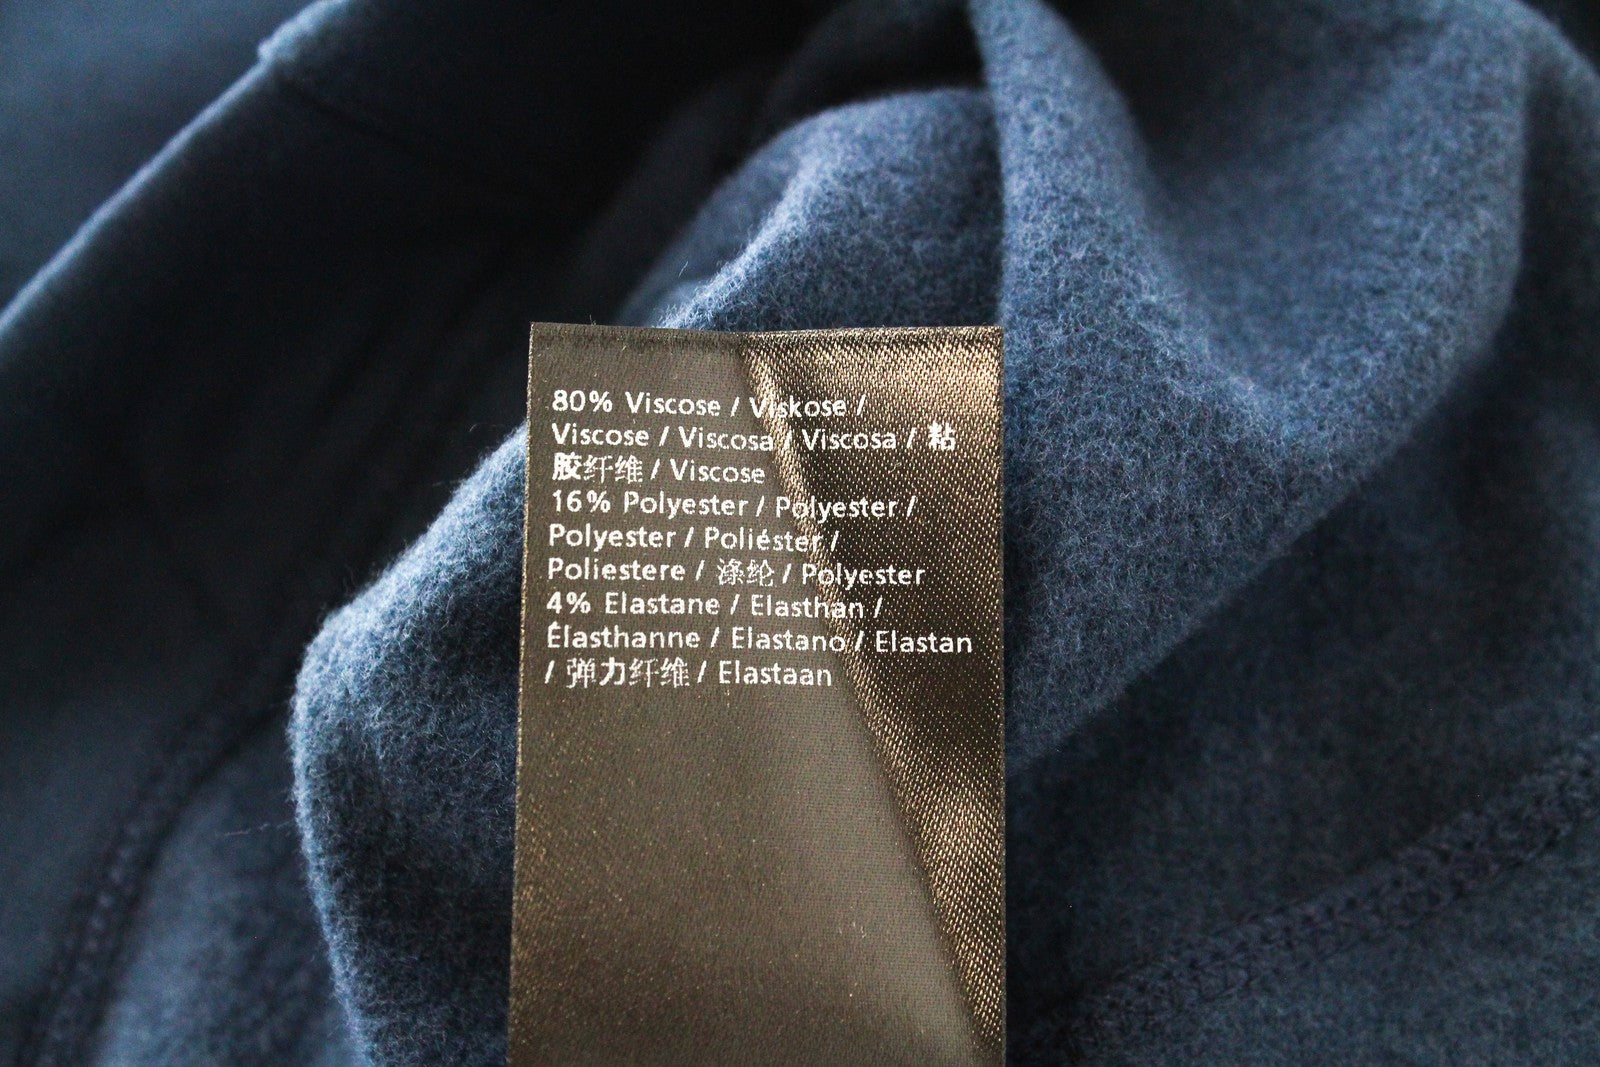 80% Viscose / Viskose /
Viscose / Viscosa / Viscosa / 粘
胶纤维 / Viscose
16% Polyester / Polyester /
Polyester / Poliéster /
Poliestere / 涤纶 / Polyester
4% Elastane / Elasthan /
Élasthanne / Elastano / Elastan
/ 弹力纤维 / Elastaan